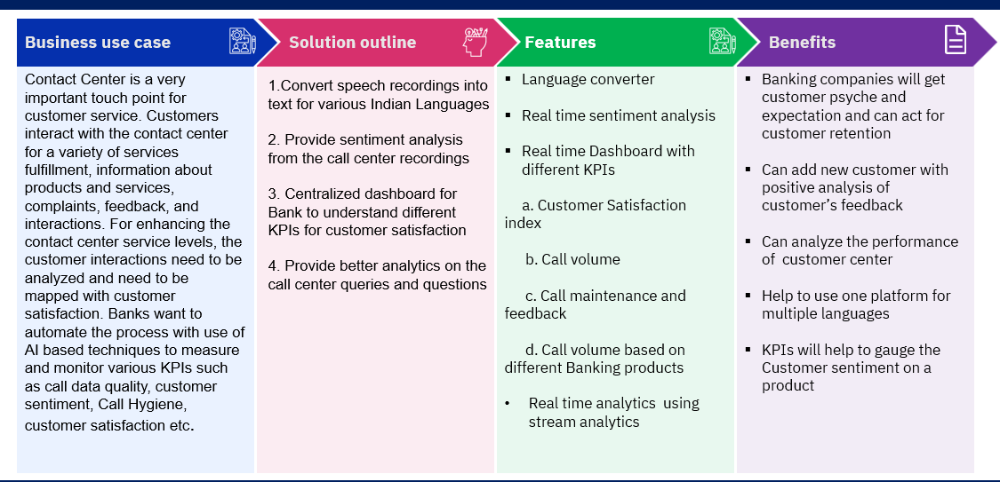 Business use case
Contact Center is a very
important touch point for
customer service. Customers
interact with the contact center
for a variety of services
fulfillment, information about
products and services,
complaints, feedback, and
interactions. For enhancing the
contact center service levels, the
customer interactions need to be
analyzed and need to be
mapped with customer
satisfaction. Banks want to
automate the process with use of
AI based techniques to measure
and monitor various KPIs such
as call data quality, customer
sentiment, Call Hygiene,
customer satisfaction etc.
Solution outline
1.Convert speech recordings into
text for various Indian Languages
2. Provide sentiment analysis
from the call center recordings
3. Centralized dashboard for
Bank to understand different
KPIs for customer satisfaction
4. Provide better analytics on the
call center queries and questions
Features
▪ Language converter
▪ Real time sentiment analysis
▪ Real time Dashboard with
different KPIs
a. Customer Satisfaction
index
b. Call volume
c. Call maintenance and
feedback
d. Call volume based on
different Banking products
• Real time analytics using
stream analytics
Benefits
▪ Banking companies will get
customer psyche and
expectation and can act for
customer retention
▪ Can add new customer with
positive analysis of
customer’s feedback
▪ Can analyze the performance
of customer center
▪ Help to use one platform for
multiple languages
▪ KPIs will help to gauge the
Customer sentiment on a
product